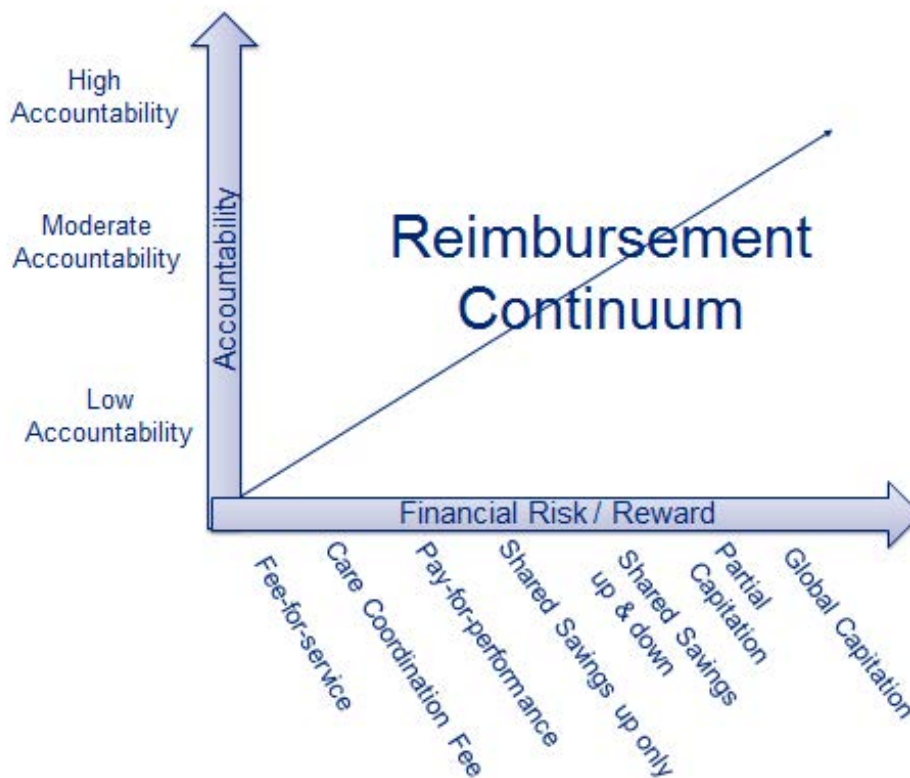 High
Accountability
Moderate
Accountability
Low
Accountability
Accountability
Reimbursement
Continuum
Financial Risk / Reward
Fee-for-service
Care Coordination Fee
Pay-for-performance
Shared Savings up only
Shared Savings
up & down
Partial
Capitation
Global Capitation